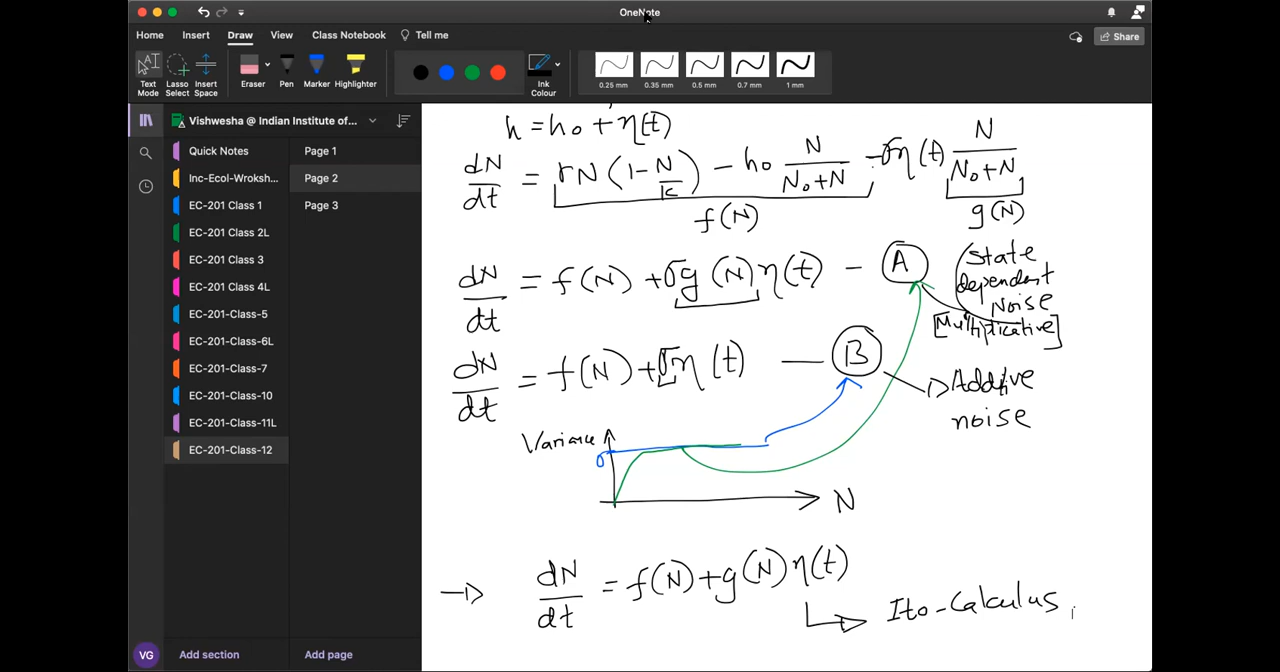 OneNote
Home Insert Draw View Class Notebook Tell me
Share
Text Mode
Lasso Select
Insert Space
Eraser
Pen
Marker
Highlighter
Ink Colour
0.25 mm 0.35 mm 0.5 mm 0.7 mm 1 mm
Vishwesha @ Indian Institute of...
Quick Notes
Inc-Ecol-Wroksh...
EC-201 Class 1
EC-201 Class 2L
EC-201 Class 3
EC-201 Class 4L
EC-201-Class-5
EC-201-Class-6L
EC-201-Class-7
EC-201-Class-10
EC-201-Class-11L
EC-201-Class-12
Page 1
Page 2
Page 3
VG Add section Add page
h = h₀ + η(t)
dN/dt = rN (1 - N/K) - h₀ N/(N₀+N) - ση(t) N/(N₀+N)
f(N) g(N)
dN/dt = f(N) + σg(N)η(t) — A
(State dependent Noise
[Multiplicative]
dN/dt = f(N) + ση(t) — B
Additive noise
Variance
σ
N
→ dN/dt = f(N) + g(N)η(t)
Ito-Calculus